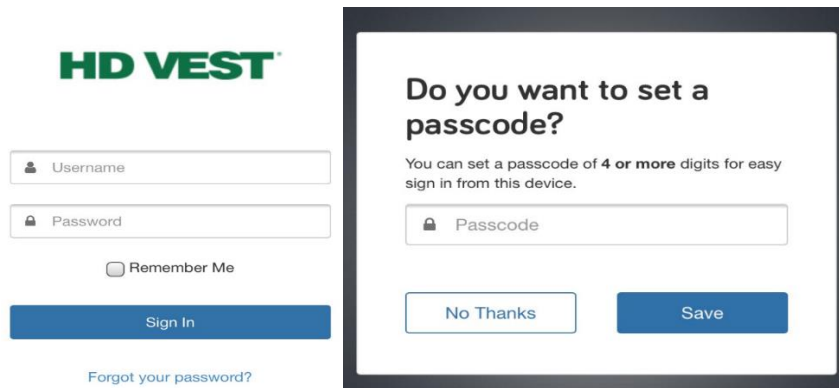 HD VEST
Username
Password
Remember Me
Sign In
Forgot your password?
Do you want to set a
passcode?
You can set a passcode of 4 or more digits for easy
sign in from this device.
Passcode
No Thanks
Save